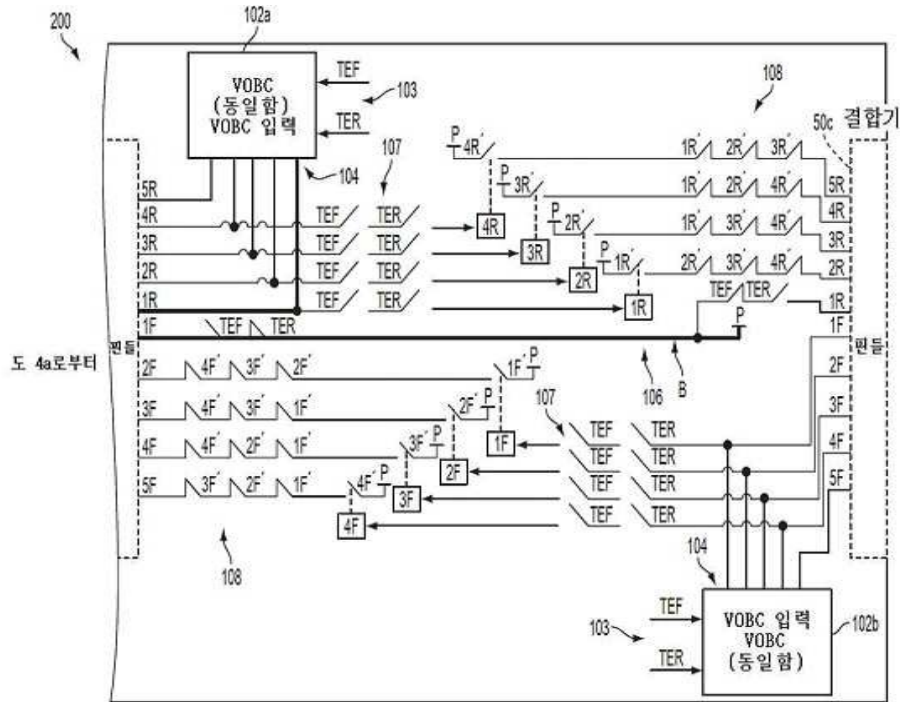 200
102a
VOBC
(동일함)
VOBC 입력
TEF
TER
103
104
107
108
50c 결합기
P 4R' 1R' 2R' 3R'
P 3R' 1R' 2R' 4R'
P 2R' 1R' 3R' 4R'
P 1R' 2R' 3R' 4R'
5R
4R TEF TER 4R
3R TEF TER 3R
2R TEF TER 2R
1R TEF TER 1R
1F TEF TER
TEF TER
P
106
B
5R
4R
3R
2R
1R
1F
2F
3F
4F
5F
핀들
핀들
도 4a로부터
2F 4F' 3F' 2F' 1F' P
3F 4F' 3F' 1F' 2F' P
4F 4F' 2F' 1F' 3F' P
5F 3F' 2F' 1F' 4F' P
107
1F TEF TER
2F TEF TER
3F TEF TER
4F TEF TER
108
104
103
TEF
TER
VOBC 입력
VOBC
(동일함)
102b